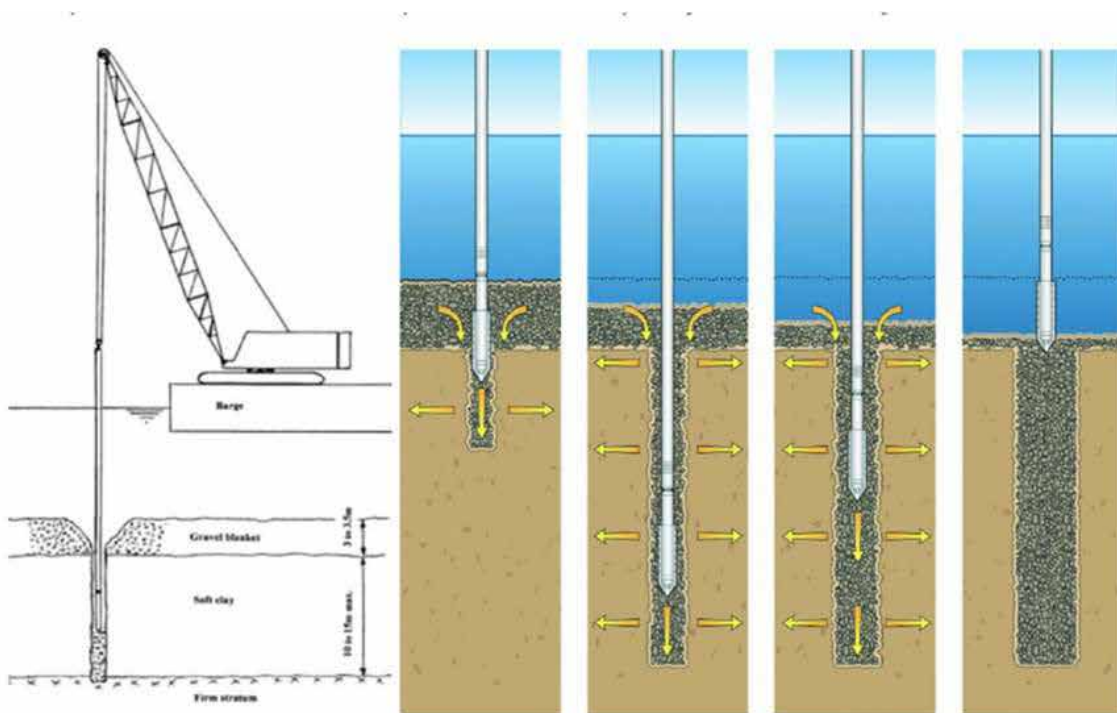 Barge
Gravel blanket
3 to 3.5m
Soft clay
10 to 15m max.
Firm stratum